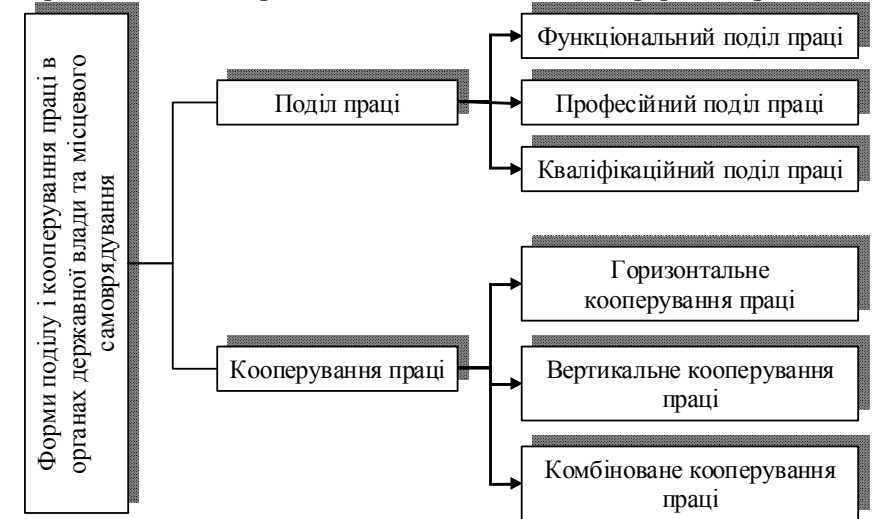 Форми поділу і кооперування праці в
органах державної влади та місцевого
самоврядування
Поділ праці
Функціональний поділ праці
Професійний поділ праці
Кваліфікаційний поділ праці
Кооперування праці
Горизонтальне
кооперування праці
Вертикальне кооперування
праці
Комбіноване кооперування
праці